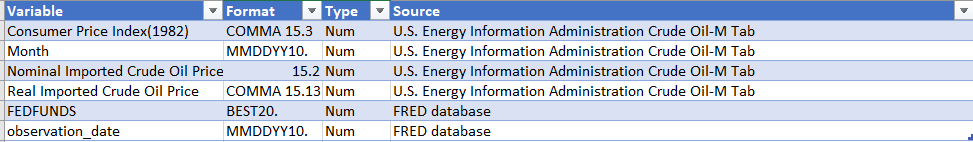 Variable Format Type Source
Consumer Price Index(1982) COMMA 15.3 Num U.S. Energy Information Administration Crude Oil-M Tab
Month MMDDYY10. Num U.S. Energy Information Administration Crude Oil-M Tab
Nominal Imported Crude Oil Price 15.2 Num U.S. Energy Information Administration Crude Oil-M Tab
Real Imported Crude Oil Price COMMA 15.13 Num U.S. Energy Information Administration Crude Oil-M Tab
FEDFUNDS BEST20. Num FRED database
observation_date MMDDYY10. Num FRED database